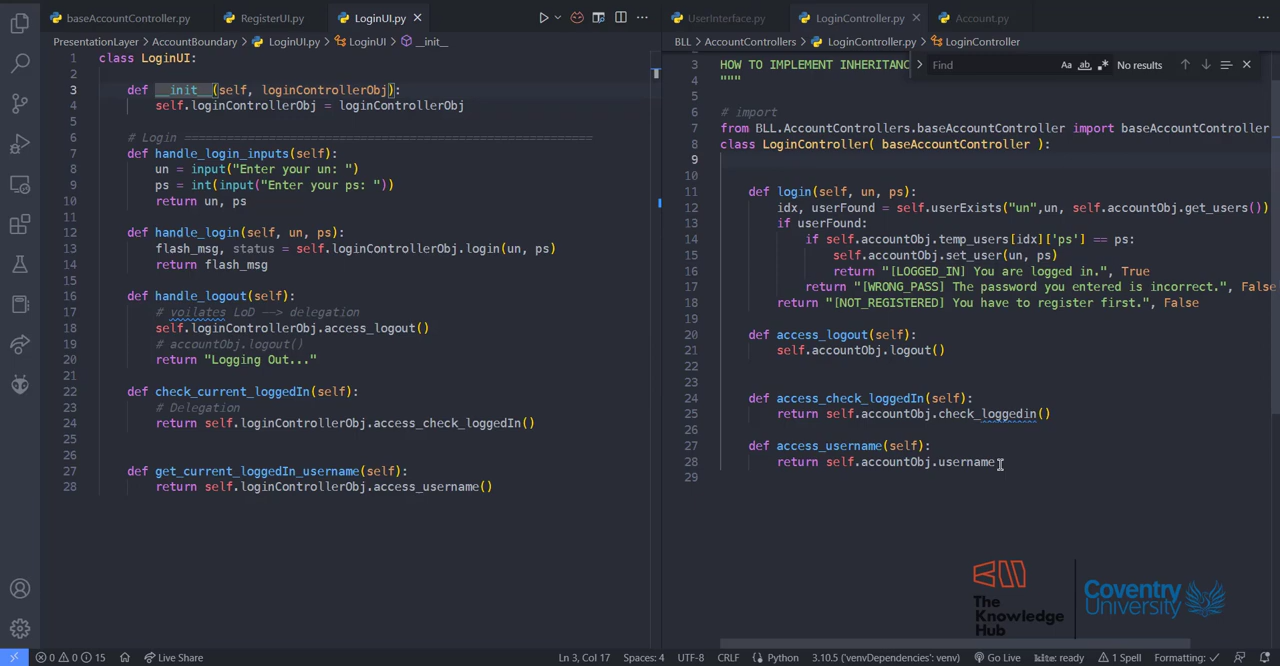 baseAccountController.py RegisterUI.py LoginUI.py UserInterface.py LoginController.py Account.py
PresentationLayer > AccountBoundary > LoginUI.py > LoginUI > __init__
BLL > AccountControllers > LoginController.py > LoginController
1 class LoginUI:
2
3 def __init__(self, loginControllerObj):
4 self.loginControllerObj = loginControllerObj
5
6 # Login ==========================================================
7 def handle_login_inputs(self):
8 un = input("Enter your un: ")
9 ps = int(input("Enter your ps: "))
10 return un, ps
11
12 def handle_login(self, un, ps):
13 flash_msg, status = self.loginControllerObj.login(un, ps)
14 return flash_msg
15
16 def handle_logout(self):
17 # voilates LoD --> delegation
18 self.loginControllerObj.access_logout()
19 # accountObj.logout()
20 return "Logging Out..."
21
22 def check_current_loggedIn(self):
23 # Delegation
24 return self.loginControllerObj.access_check_loggedIn()
25
26
27 def get_current_loggedIn_username(self):
28 return self.loginControllerObj.access_username()
Find Aa ab No results
3 HOW TO IMPLEMENT INHERITANC
4 """
5
6 # import
7 from BLL.AccountControllers.baseAccountController import baseAccountController
8 class LoginController( baseAccountController ):
9
10
11 def login(self, un, ps):
12 idx, userFound = self.userExists("un",un, self.accountObj.get_users())
13 if userFound:
14 if self.accountObj.temp_users[idx]['ps'] == ps:
15 self.accountObj.set_user(un, ps)
16 return "[LOGGED_IN] You are logged in.", True
17 return "[WRONG_PASS] The password you entered is incorrect.", False
18 return "[NOT_REGISTERED] You have to register first.", False
19
20 def access_logout(self):
21 self.accountObj.logout()
22
23
24 def access_check_loggedIn(self):
25 return self.accountObj.check_loggedin()
26
27 def access_username(self):
28 return self.accountObj.username
29
The
Knowledge
Hub
Coventry
University
0 0 15 Live Share Ln 3, Col 17 Spaces: 4 UTF-8 CRLF Python 3.10.5 ('venvDependencies': venv) Go Live kite: ready 1 Spell Formatting: ✓